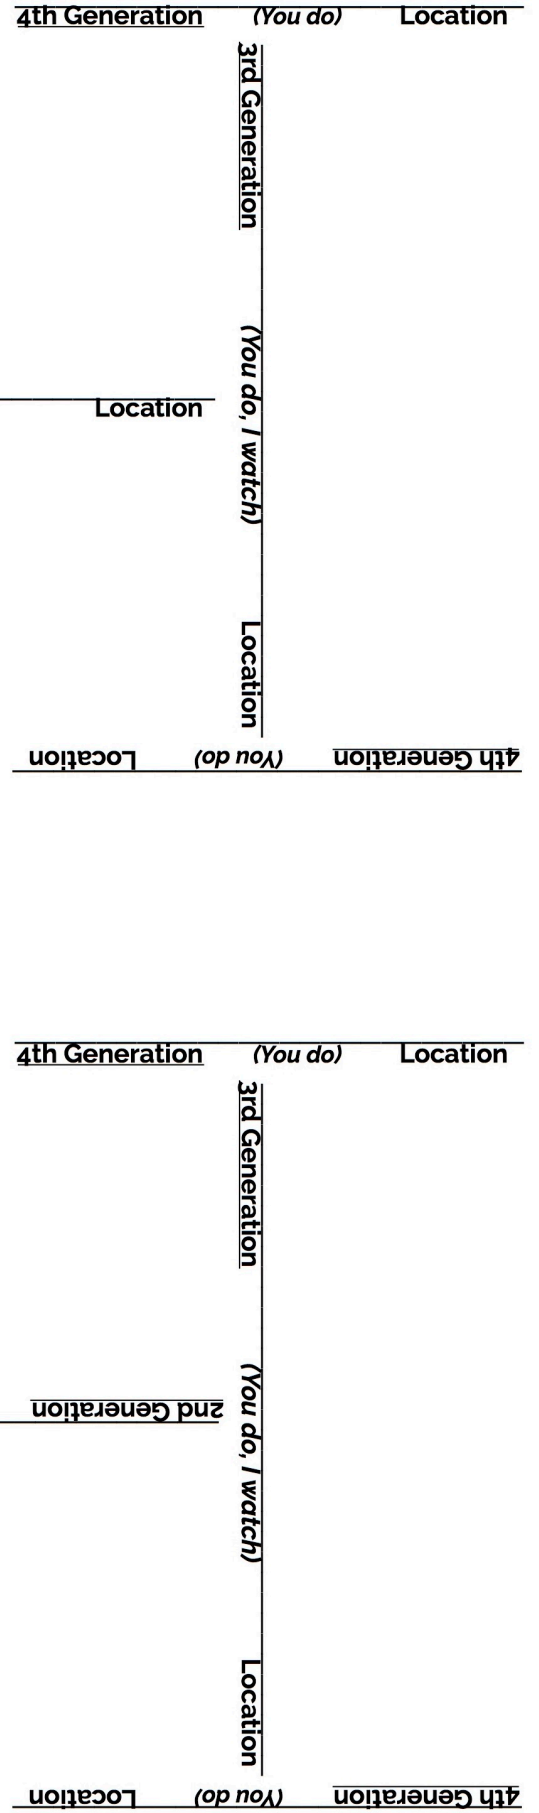 4th Generation (You do) Location
3rd Generation (You do, I watch) Location
Location
4th Generation (You do) Location
4th Generation (You do) Location
3rd Generation (You do, I watch) Location
2nd Generation
4th Generation (You do) Location